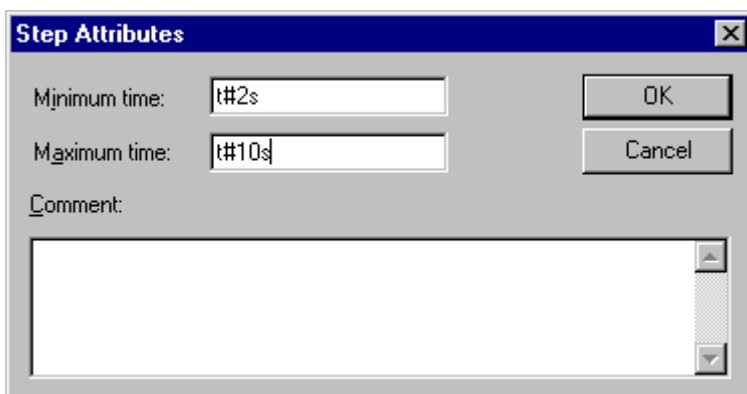 Step Attributes
Minimum time: t#2s OK
Maximum time: t#10s Cancel
Comment: